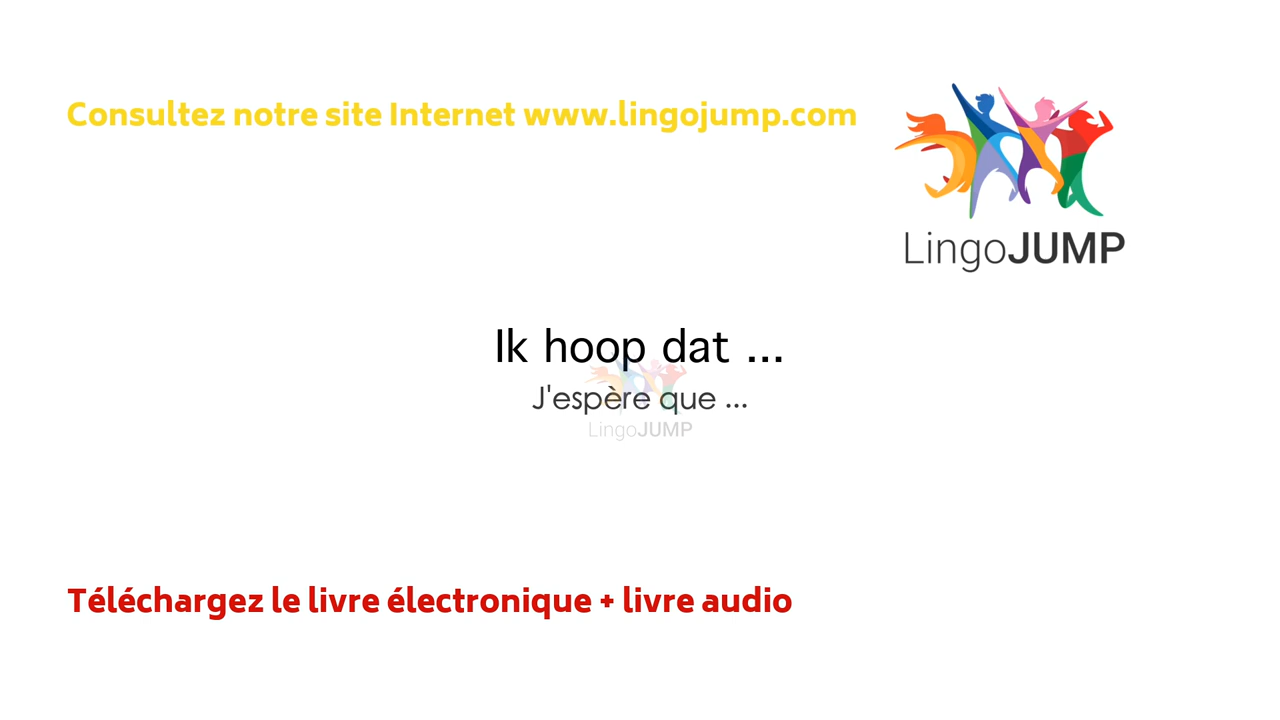 Consultez notre site Internet www.lingojump.com
LingoJUMP
Ik hoop dat ...
J'espère que ...
LingoJUMP
Téléchargez le livre électronique + livre audio